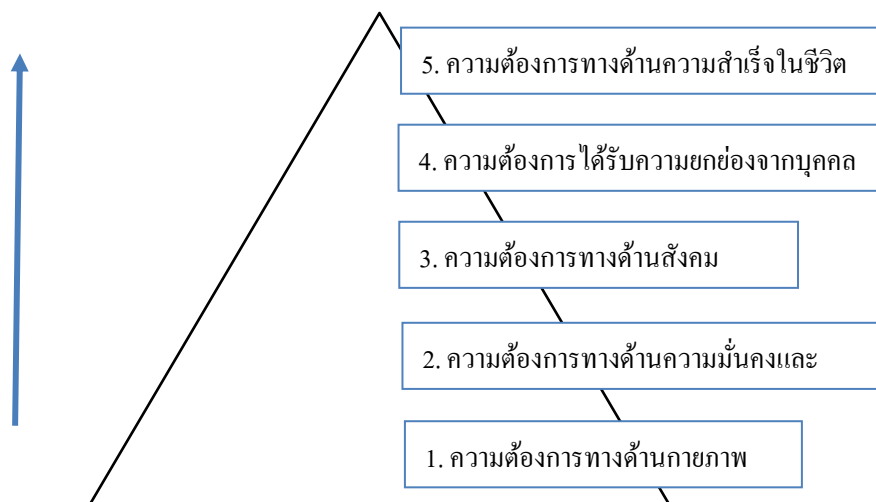 5. ความต้องการทางด้านความสำเร็จในชีวิต
4. ความต้องการได้รับความยกย่องจากบุคคล
3. ความต้องการทางด้านสังคม
2. ความต้องการทางด้านความมั่นคงและ
1. ความต้องการทางด้านกายภาพ